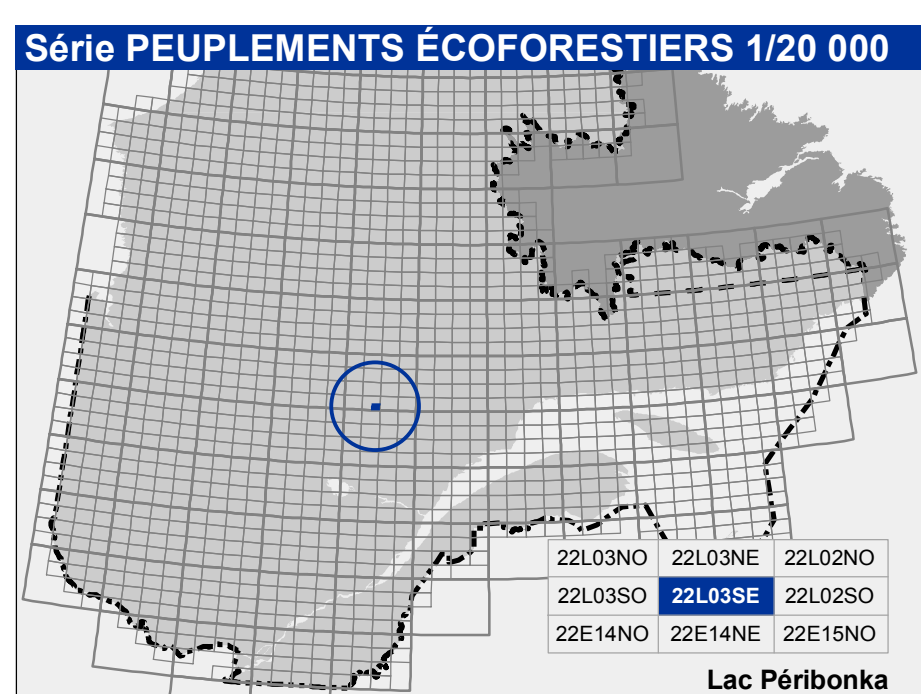 Série PEUPLEMENTS ÉCOFORESTIERS 1/20 000
22L03NO 22L03NE 22L02NO
22L03SO 22L03SE 22L02SO
22E14NO 22E14NE 22E15NO
Lac Péribonka